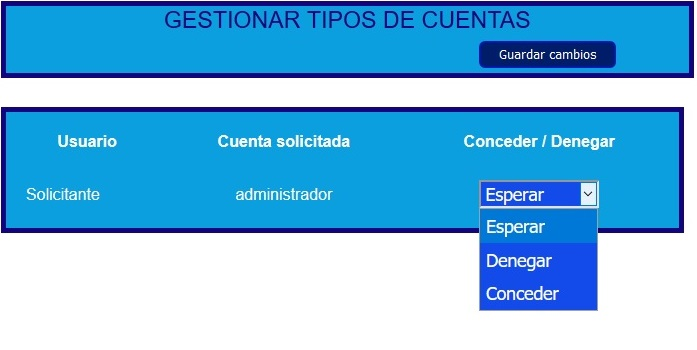 GESTIONAR TIPOS DE CUENTAS
Guardar cambios
Usuario Cuenta solicitada Conceder / Denegar
Solicitante administrador Esperar
Esperar
Denegar
Conceder